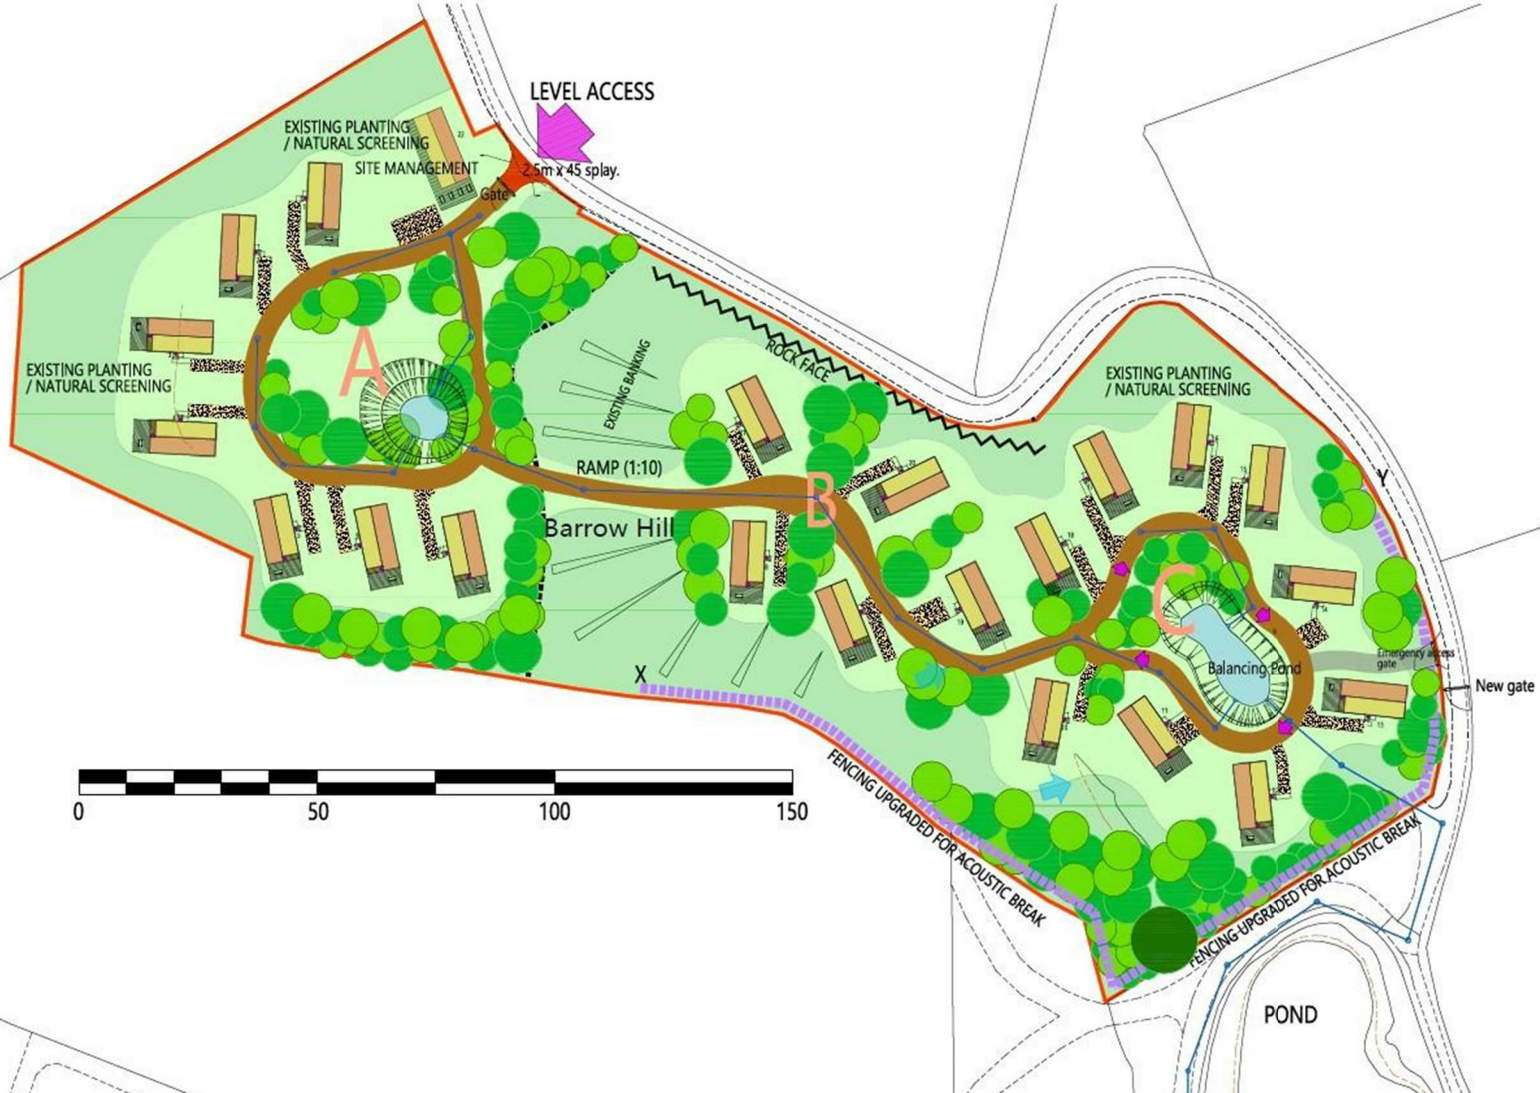 LEVEL ACCESS
EXISTING PLANTING
/ NATURAL SCREENING
22
SITE MANAGEMENT
2.5m x 45 splay.
Gate
EXISTING PLANTING
/ NATURAL SCREENING
A
EXISTING BANKING
ROCK FACE
EXISTING PLANTING
/ NATURAL SCREENING
RAMP (1:10)
B
Y
Barrow Hill
C
X
Emergency access
gate
Balancing Pond
New gate
FENCING UPGRADED FOR ACOUSTIC BREAK
FENCING UPGRADED FOR ACOUSTIC BREAK
0 50 100 150
POND